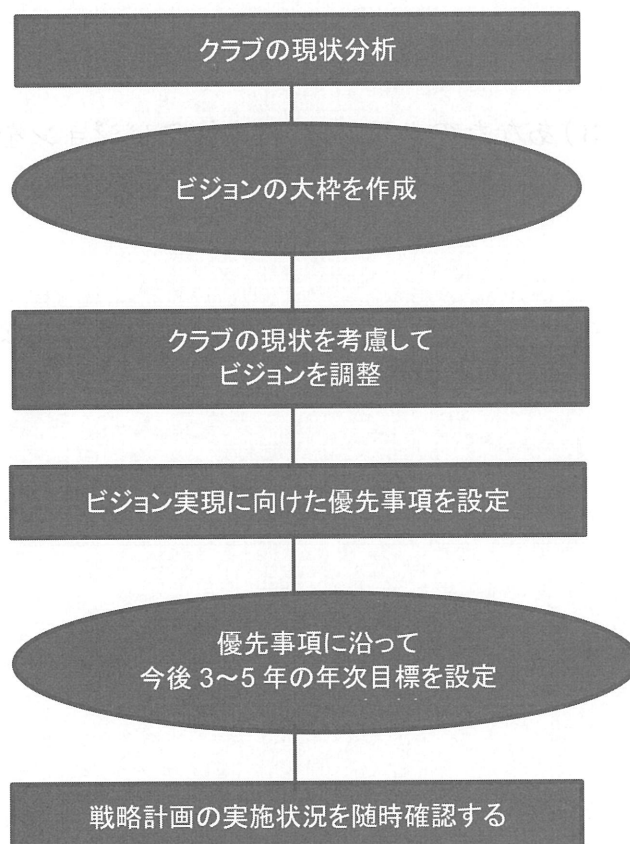 クラブの現状分析
ビジョンの大枠を作成
クラブの現状を考慮して
ビジョンを調整
ビジョン実現に向けた優先事項を設定
優先事項に沿って
今後 3～5 年の年次目標を設定
戦略計画の実施状況を随時確認する